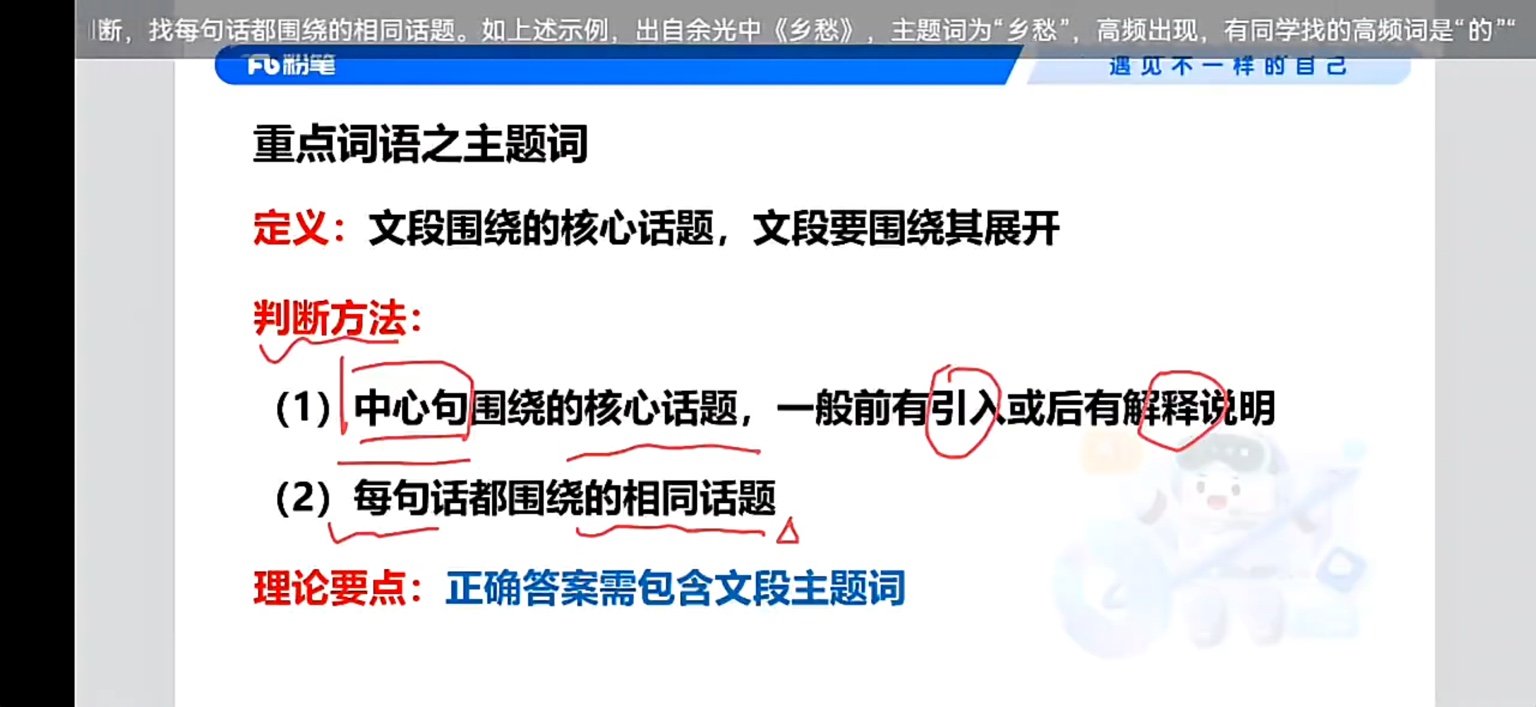 断，找每句话都围绕的相同话题。如上述示例，出自余光中《乡愁》，主题词为“乡愁”，高频出现，有同学找的高频词是“的”“
粉笔
遇见不一样的自己
重点词语之主题词
定义：文段围绕的核心话题，文段要围绕其展开
判断方法：
（1）中心句围绕的核心话题，一般前有引入或后有解释说明
（2）每句话都围绕的相同话题
理论要点：正确答案需包含文段主题词